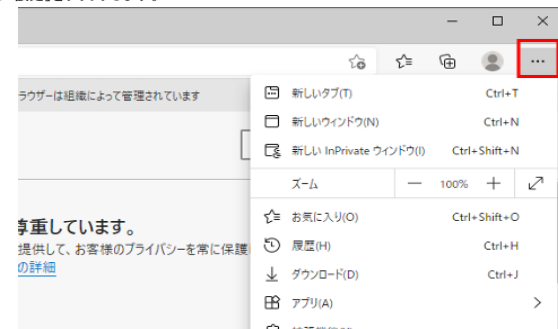 ラウザーは組織によって管理されています
新しいタブ(T) Ctrl+T
新しいウィンドウ(N) Ctrl+N
新しい InPrivate ウィンドウ(I) Ctrl+Shift+N
ズーム 100%
お気に入り(O) Ctrl+Shift+O
重しています。
履歴(H) Ctrl+H
提供して、お客様のプライバシーを常に保護
の詳細
ダウンロード(D) Ctrl+J
アプリ(A)